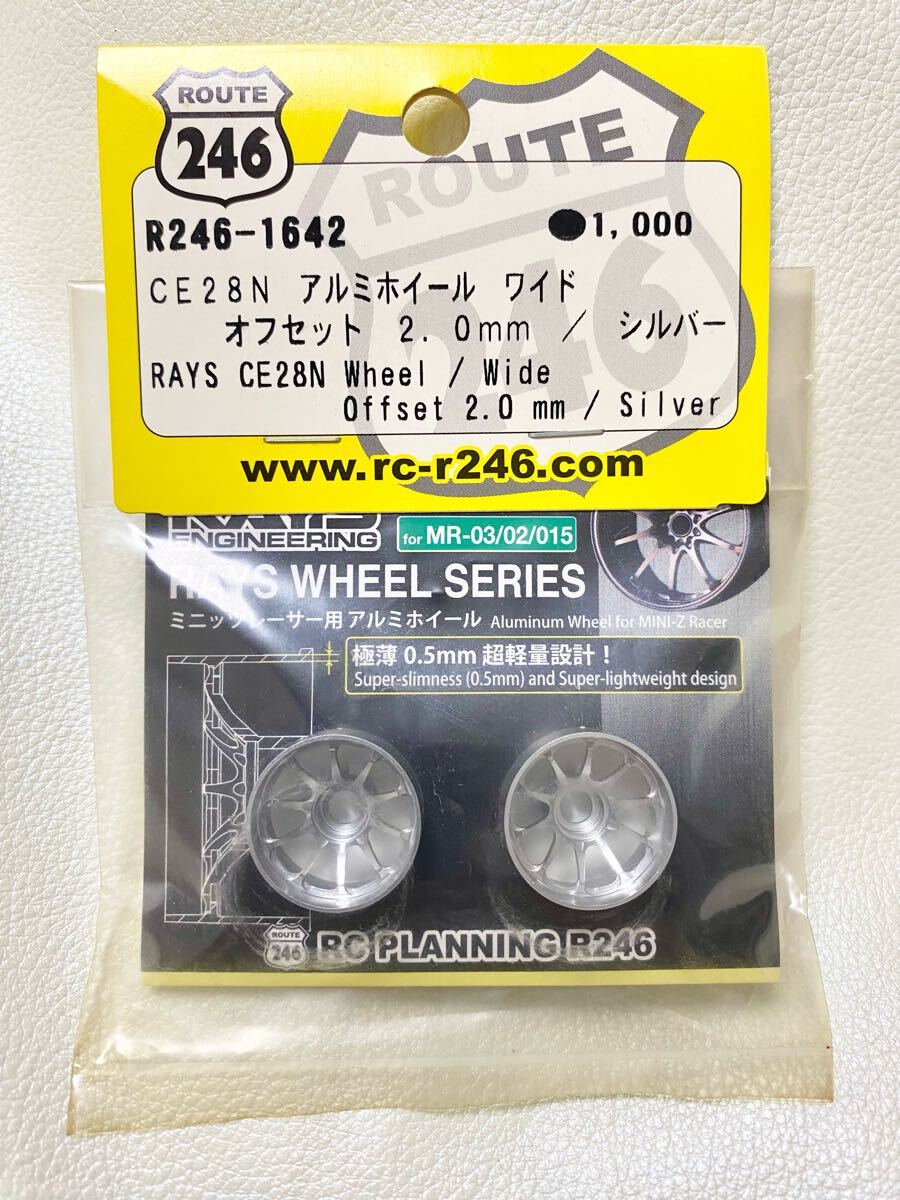 ROUTE
246
ROUTE
246
R246-1642 ●1,000
CE28N アルミホイール ワイド
オフセット 2.0mm / シルバー
RAYS CE28N Wheel / Wide
Offset 2.0 mm / Silver
www.rc-r246.com
RAYS
ENGINEERING
for MR-03/02/015
RAYS WHEEL SERIES
ミニッツレーサー用 アルミホイール Aluminum Wheel for MINI-Z Racer
極薄 0.5mm 超軽量設計！
Super-slimness (0.5mm) and Super-lightweight design
ROUTE
246
RC PLANNING R246